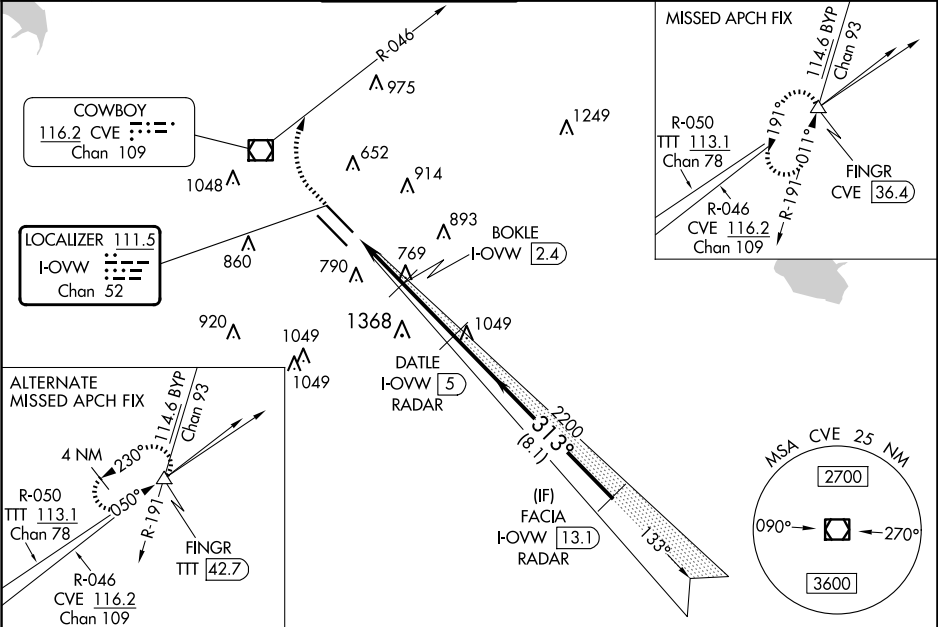 R-046
975
COWBOY
116.2 CVE
Chan 109
1249
652
1048
914
LOCALIZER 111.5
I-OVW
Chan 52
893
BOKLE
I-OVW 2.4
860
790
769
920
1368
1049
1049
1049
DATLE
I-OVW 5
RADAR
2200
313°
(8.1)
(IF)
FACIA
I-OVW 13.1
RADAR
133°
MISSED APCH FIX
114.6 BYP
Chan 93
191°
011°
R-191
R-050
TTT 113.1
Chan 78
R-046
CVE 116.2
Chan 109
FINGR
CVE 36.4
ALTERNATE
MISSED APCH FIX
114.6 BYP
Chan 93
4 NM
230°
050°
R-191
R-050
TTT 113.1
Chan 78
R-046
CVE 116.2
Chan 109
FINGR
TTT 42.7
MSA CVE 25 NM
2700
090°
270°
3600